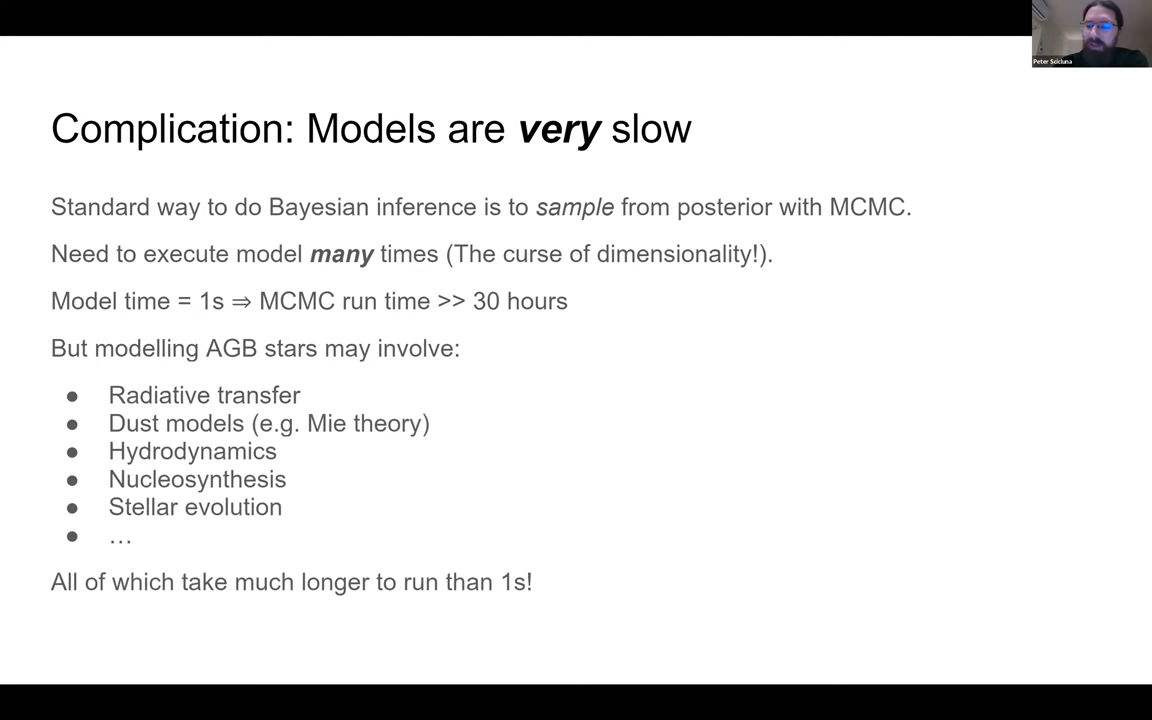 Peter Scicluna
Complication: Models are very slow
Standard way to do Bayesian inference is to sample from posterior with MCMC.
Need to execute model many times (The curse of dimensionality!).
Model time = 1s ⇒ MCMC run time >> 30 hours
But modelling AGB stars may involve:
● Radiative transfer
● Dust models (e.g. Mie theory)
● Hydrodynamics
● Nucleosynthesis
● Stellar evolution
● …
All of which take much longer to run than 1s!